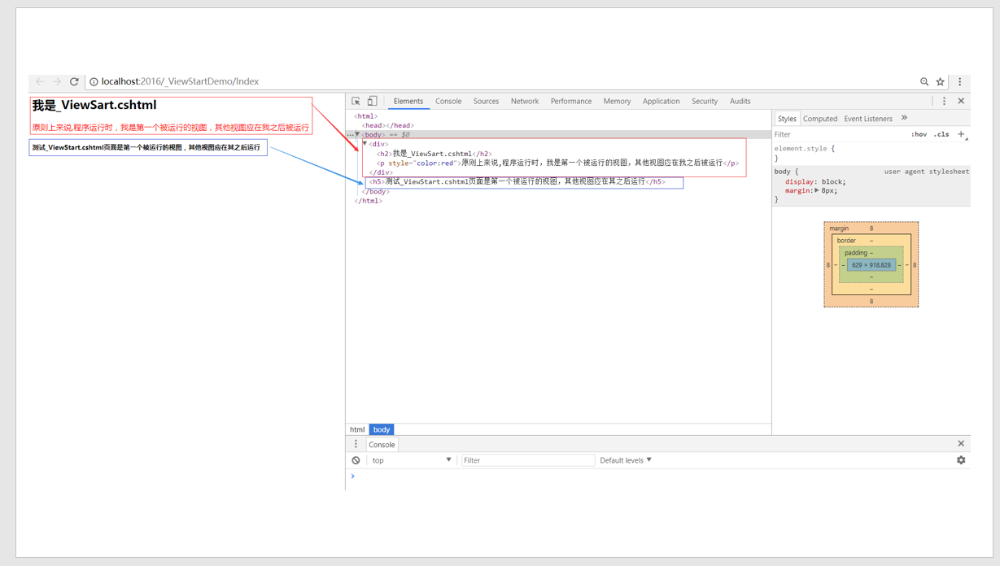 localhost:2016/_ViewStartDemo/Index
我是_ViewSart.cshtml
原则上来说,程序运行时，我是第一个被运行的视图，其他视图应在我之后被运行
测试_ViewStart.cshtml页面是第一个被运行的视图，其他视图应在其之后运行
Elements Console Sources Network Performance Memory Application Security Audits
<html>
<head></head>
<body> == $0
<div>
<h2>我是_ViewSart.cshtml</h2>
<p style="color:red">原则上来说,程序运行时，我是第一个被运行的视图，其他视图应在我之后被运行</p>
</div>
<h5>测试_ViewStart.cshtml页面是第一个被运行的视图，其他视图应在其之后运行</h5>
</body>
</html>
html body
Styles Computed Event Listeners »
Filter :hov .cls +
element.style {
}
body { user agent stylesheet
display: block;
margin:▶ 8px;
}
margin 8
border –
padding –
8 – – 629 × 918.828 – – 8
–
–
8
Console
top Filter Default levels